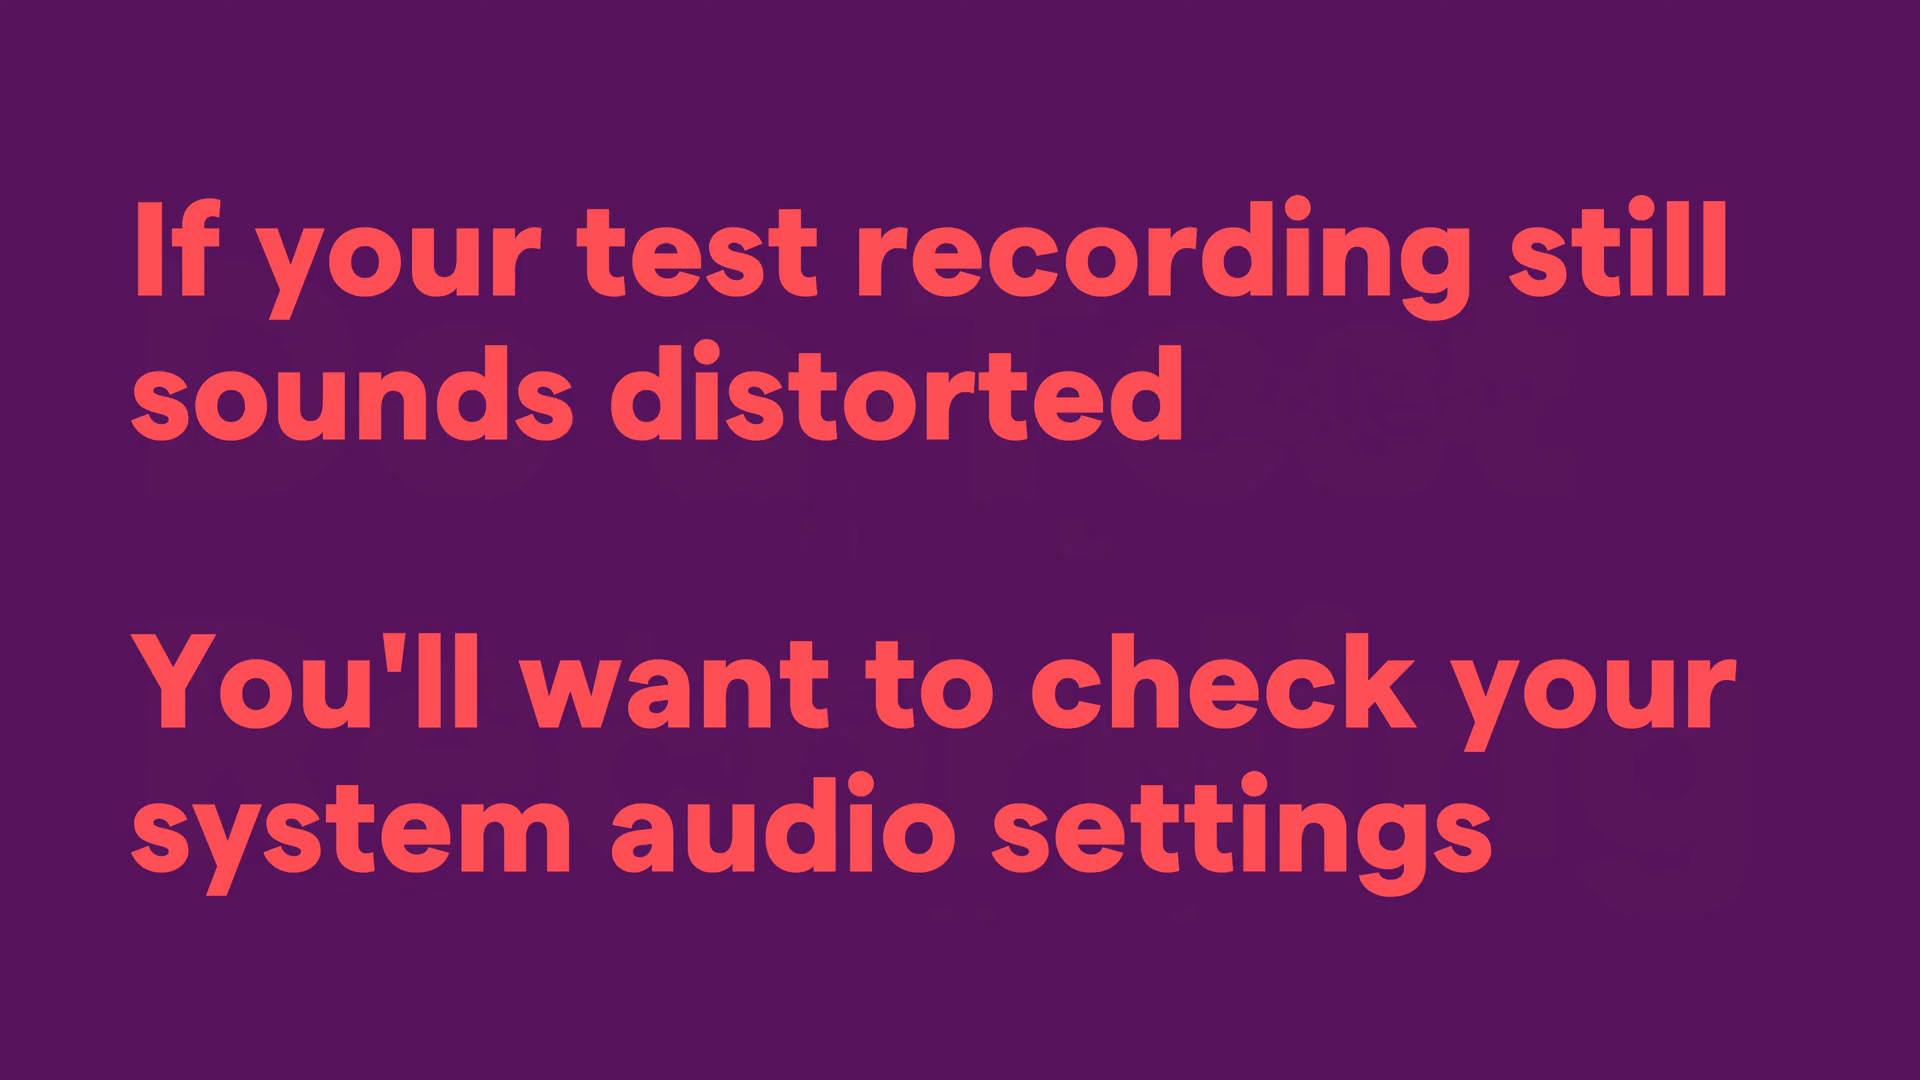 If your test recording still
sounds distorted
You'll want to check your
system audio settings